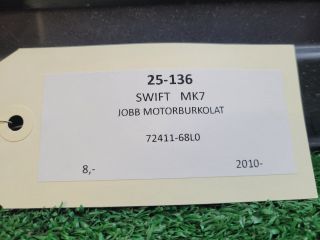 25-136
SWIFT MK7
JOBB MOTORBURKOLAT
72411-68L0
8,- 2010-